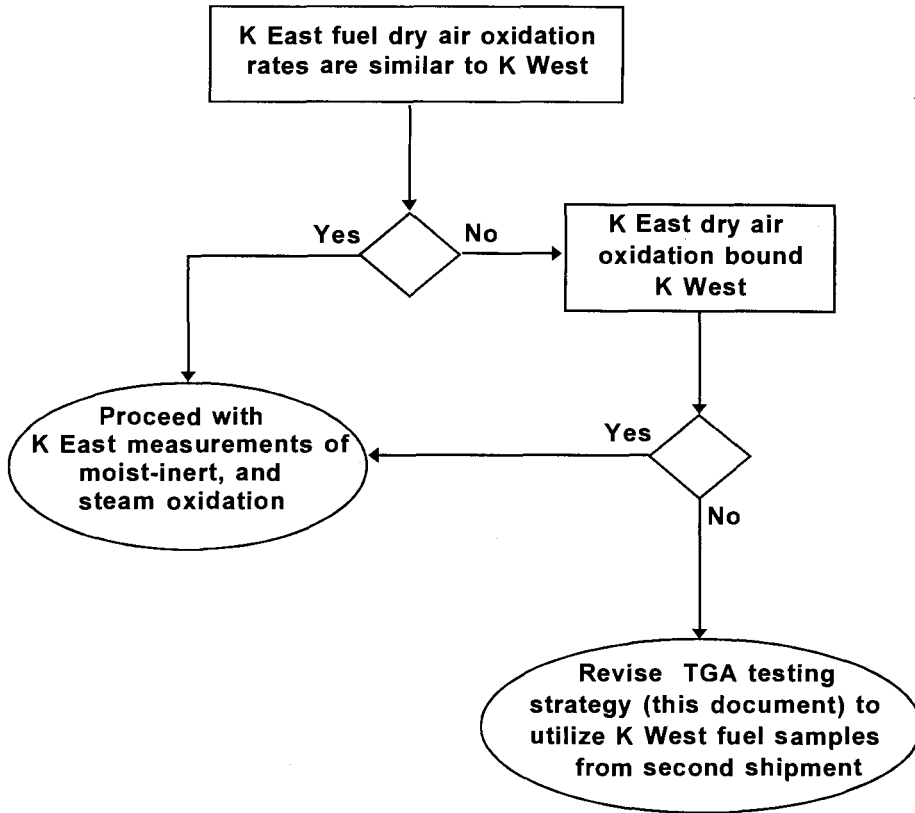 K East fuel dry air oxidation
rates are similar to K West
Yes
No
K East dry air
oxidation bound
K West
Proceed with
K East measurements of
moist-inert, and
steam oxidation
Yes
No
Revise TGA testing
strategy (this document) to
utilize K West fuel samples
from second shipment